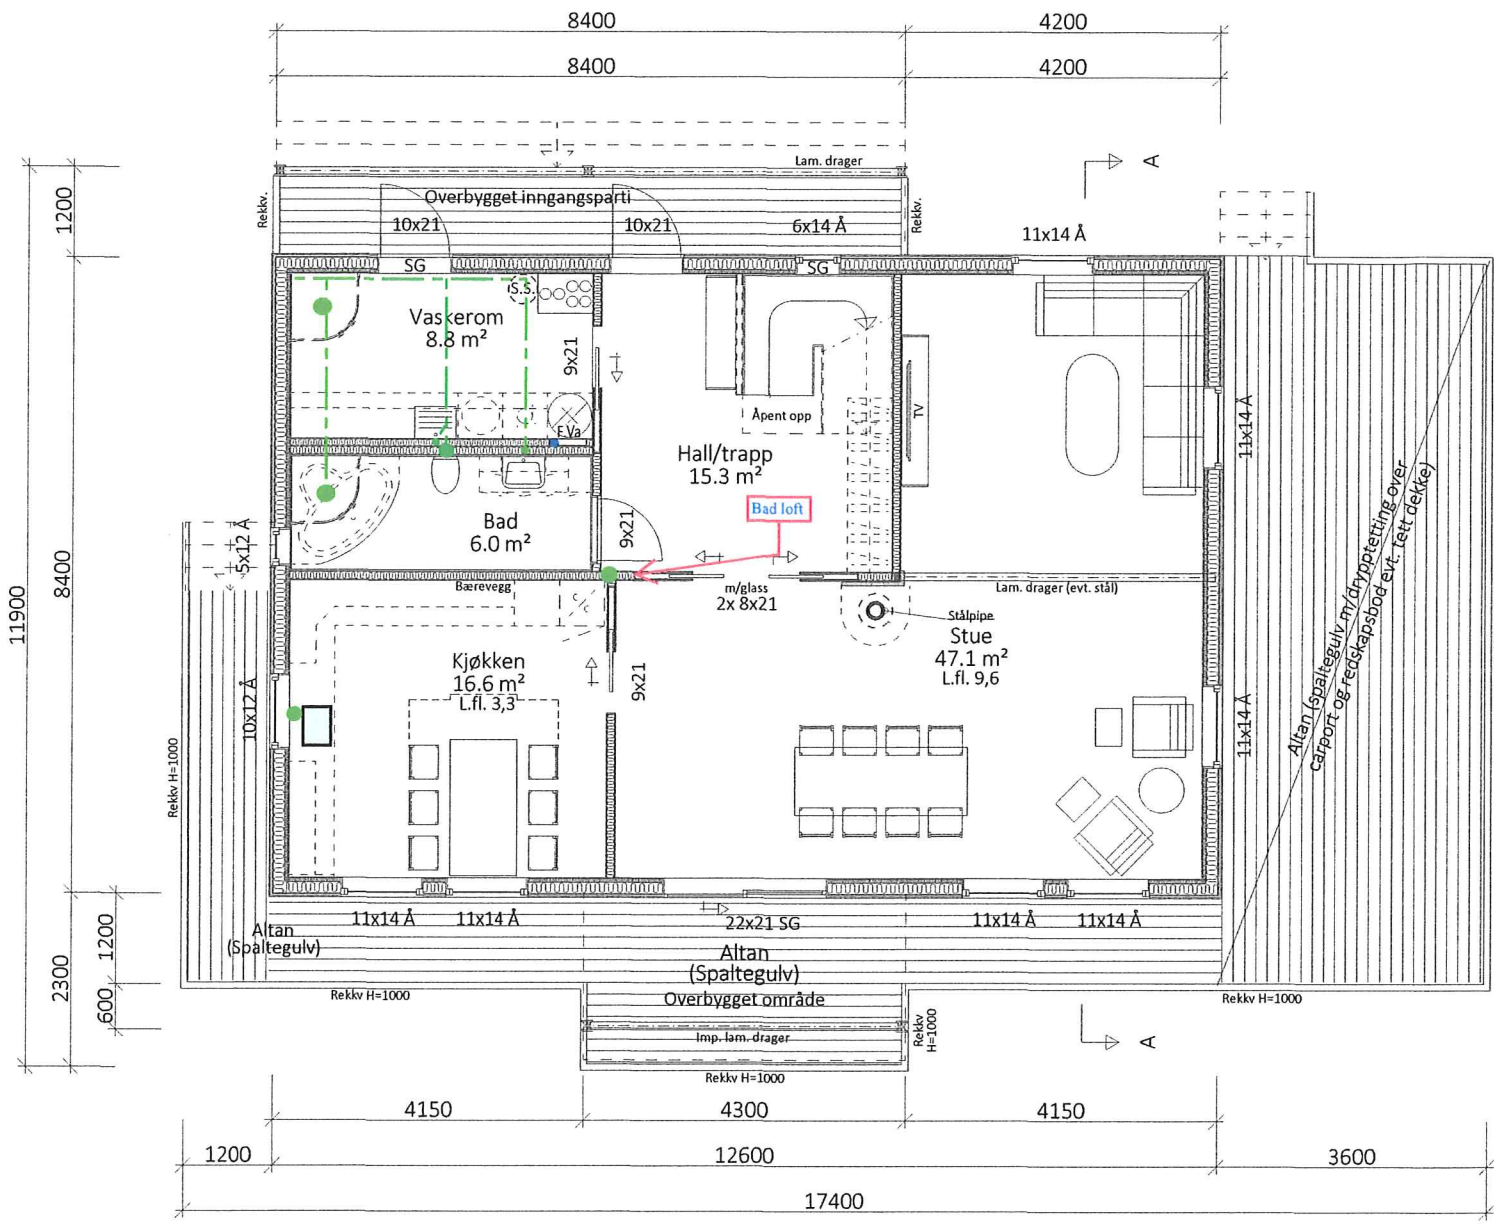 8400
4200
8400
4200
Lam. drager
A
1200
Rekkv.
Overbygget inngangsparti
10x21
10x21
6x14 Å
Rekkv.
11x14 Å
SG
SG
S.S.
Vaskerom
8.8 m²
9x21
Åpent opp
TV
11x14 Å
F.Va
Hall/trapp
15.3 m²
Bad loft
Bad
6.0 m²
9x21
5x12 Å
8400
11900
Bærevegg
m/glass
2x 8x21
Lam. drager (evt. stål)
Stålpipe
Stue
47.1 m²
L.fl. 9,6
Kjøkken
16.6 m²
L.fl. 3,3
9x21
10x12 Å
11x14 Å
Altan (spaltegulv m/drypptetting over
carport og redskapsbod evt. tett dekke)
Rekkv H=1000
11x14 Å
11x14 Å
22x21 SG
11x14 Å
11x14 Å
Altan
(Spaltegulv)
Altan
(Spaltegulv)
1200
2300
600
Rekkv H=1000
Overbygget område
Rekkv H=1000
Imp. lam. drager
Rekkv
H=1000
A
Rekkv H=1000
4150
4300
4150
1200
12600
3600
17400